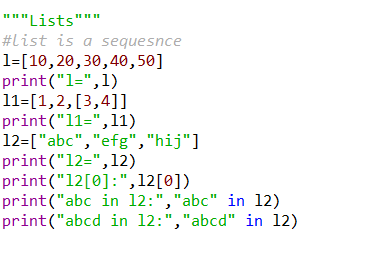 """Lists"""
#list is a sequesnce
l=[10,20,30,40,50]
print("l=",l)
l1=[1,2,[3,4]]
print("l1=",l1)
l2=["abc","efg","hij"]
print("l2=",l2)
print("l2[0]:",l2[0])
print("abc in l2:","abc" in l2)
print("abcd in l2:","abcd" in l2)